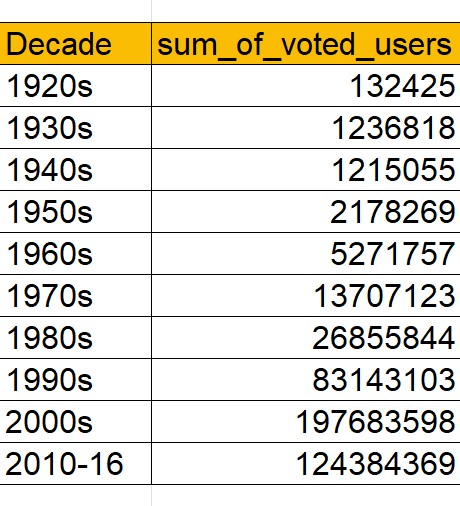 Decade sum_of_voted_users
1920s 132425
1930s 1236818
1940s 1215055
1950s 2178269
1960s 5271757
1970s 13707123
1980s 26855844
1990s 83143103
2000s 197683598
2010-16 124384369